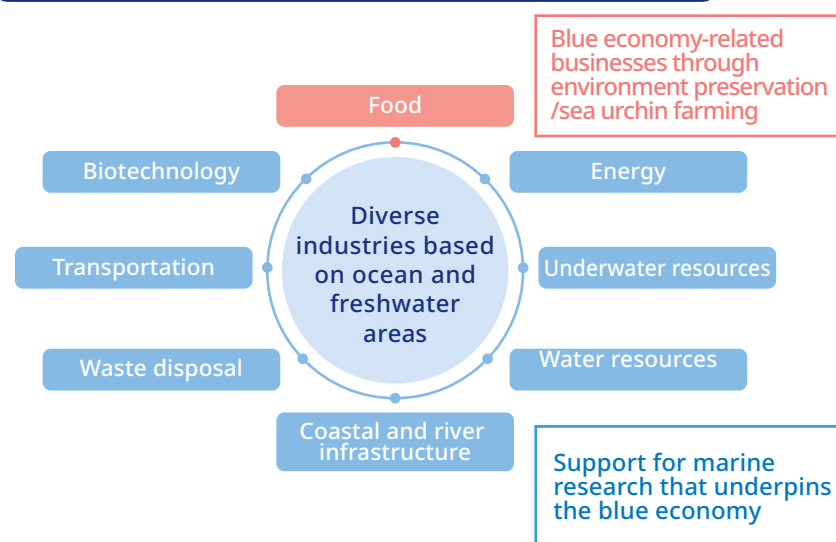 Blue economy-related
businesses through
environment preservation
/sea urchin farming
Food
Biotechnology
Energy
Diverse
industries based
on ocean and
freshwater
areas
Transportation
Underwater resources
Waste disposal
Water resources
Coastal and river
infrastructure
Support for marine
research that underpins
the blue economy